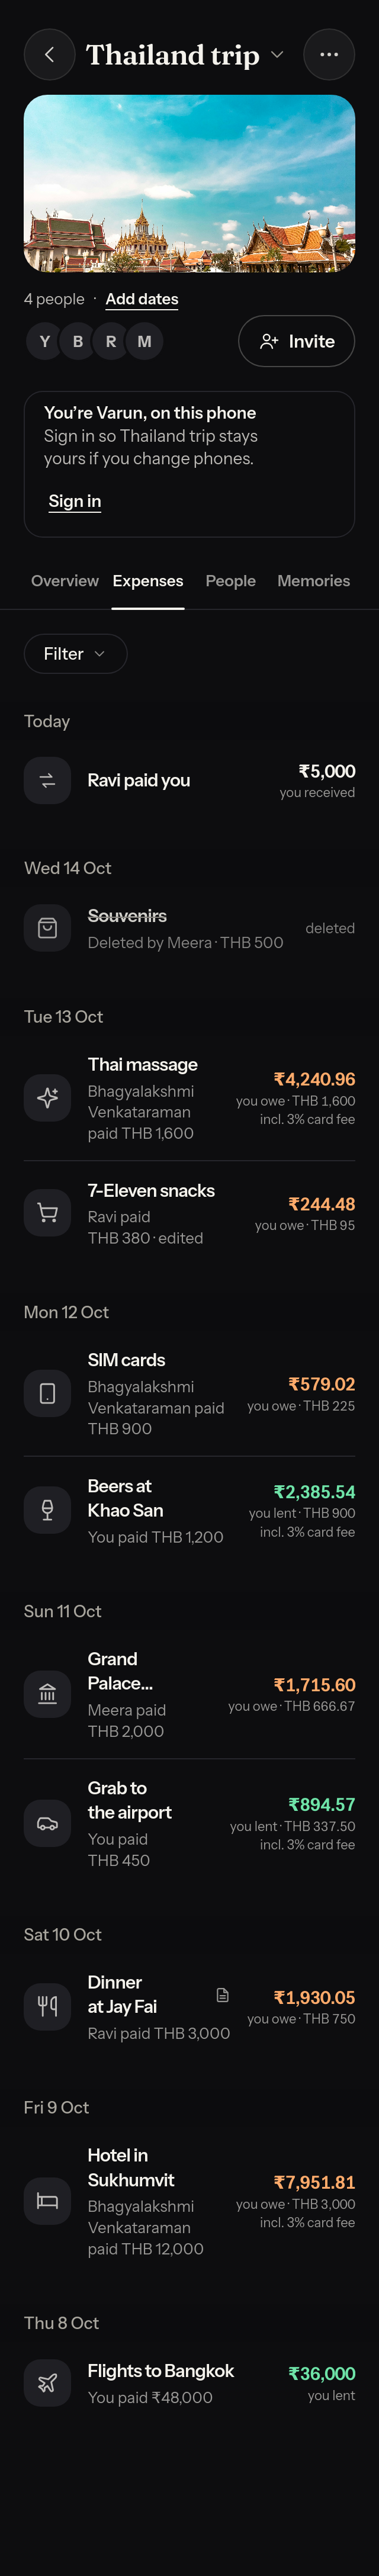 Thailand trip
4 people · Add dates
Y B R M
Invite
You’re Varun, on this phone
Sign in so Thailand trip stays
yours if you change phones.
Sign in
Overview Expenses People Memories
Filter
Today
Ravi paid you
₹5,000
you received
Wed 14 Oct
Souvenirs
Deleted by Meera · THB 500
deleted
Tue 13 Oct
Thai massage
Bhagyalakshmi
Venkataraman
paid THB 1,600
₹4,240.96
you owe · THB 1,600
incl. 3% card fee
7-Eleven snacks
Ravi paid
THB 380 · edited
₹244.48
you owe · THB 95
Mon 12 Oct
SIM cards
Bhagyalakshmi
Venkataraman paid
THB 900
₹579.02
you owe · THB 225
Beers at
Khao San
You paid THB 1,200
₹2,385.54
you lent · THB 900
incl. 3% card fee
Sun 11 Oct
Grand
Palace...
Meera paid
THB 2,000
₹1,715.60
you owe · THB 666.67
Grab to
the airport
You paid
THB 450
₹894.57
you lent · THB 337.50
incl. 3% card fee
Sat 10 Oct
Dinner
at Jay Fai
Ravi paid THB 3,000
₹1,930.05
you owe · THB 750
Fri 9 Oct
Hotel in
Sukhumvit
Bhagyalakshmi
Venkataraman
paid THB 12,000
₹7,951.81
you owe · THB 3,000
incl. 3% card fee
Thu 8 Oct
Flights to Bangkok
You paid ₹48,000
₹36,000
you lent